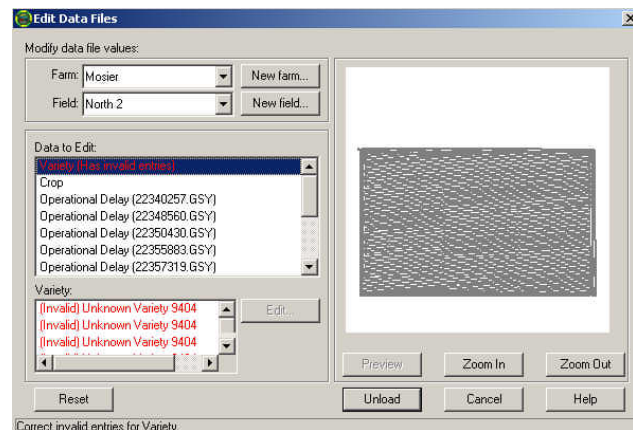 Edit Data Files
Modify data file values:
Farm: Mosier
New farm...
Field: North 2
New field...
Data to Edit:
Variety (Has invalid entries)
Crop
Operational Delay (22340257.GSY)
Operational Delay (22348560.GSY)
Operational Delay (22350430.GSY)
Operational Delay (22355883.GSY)
Operational Delay (22357319.GSY)
Variety:
(Invalid) Unknown Variety 9404
(Invalid) Unknown Variety 9404
(Invalid) Unknown Variety 9404
Edit...
Preview
Zoom In
Zoom Out
Reset
Unload
Cancel
Help
Correct invalid entries for Variety.